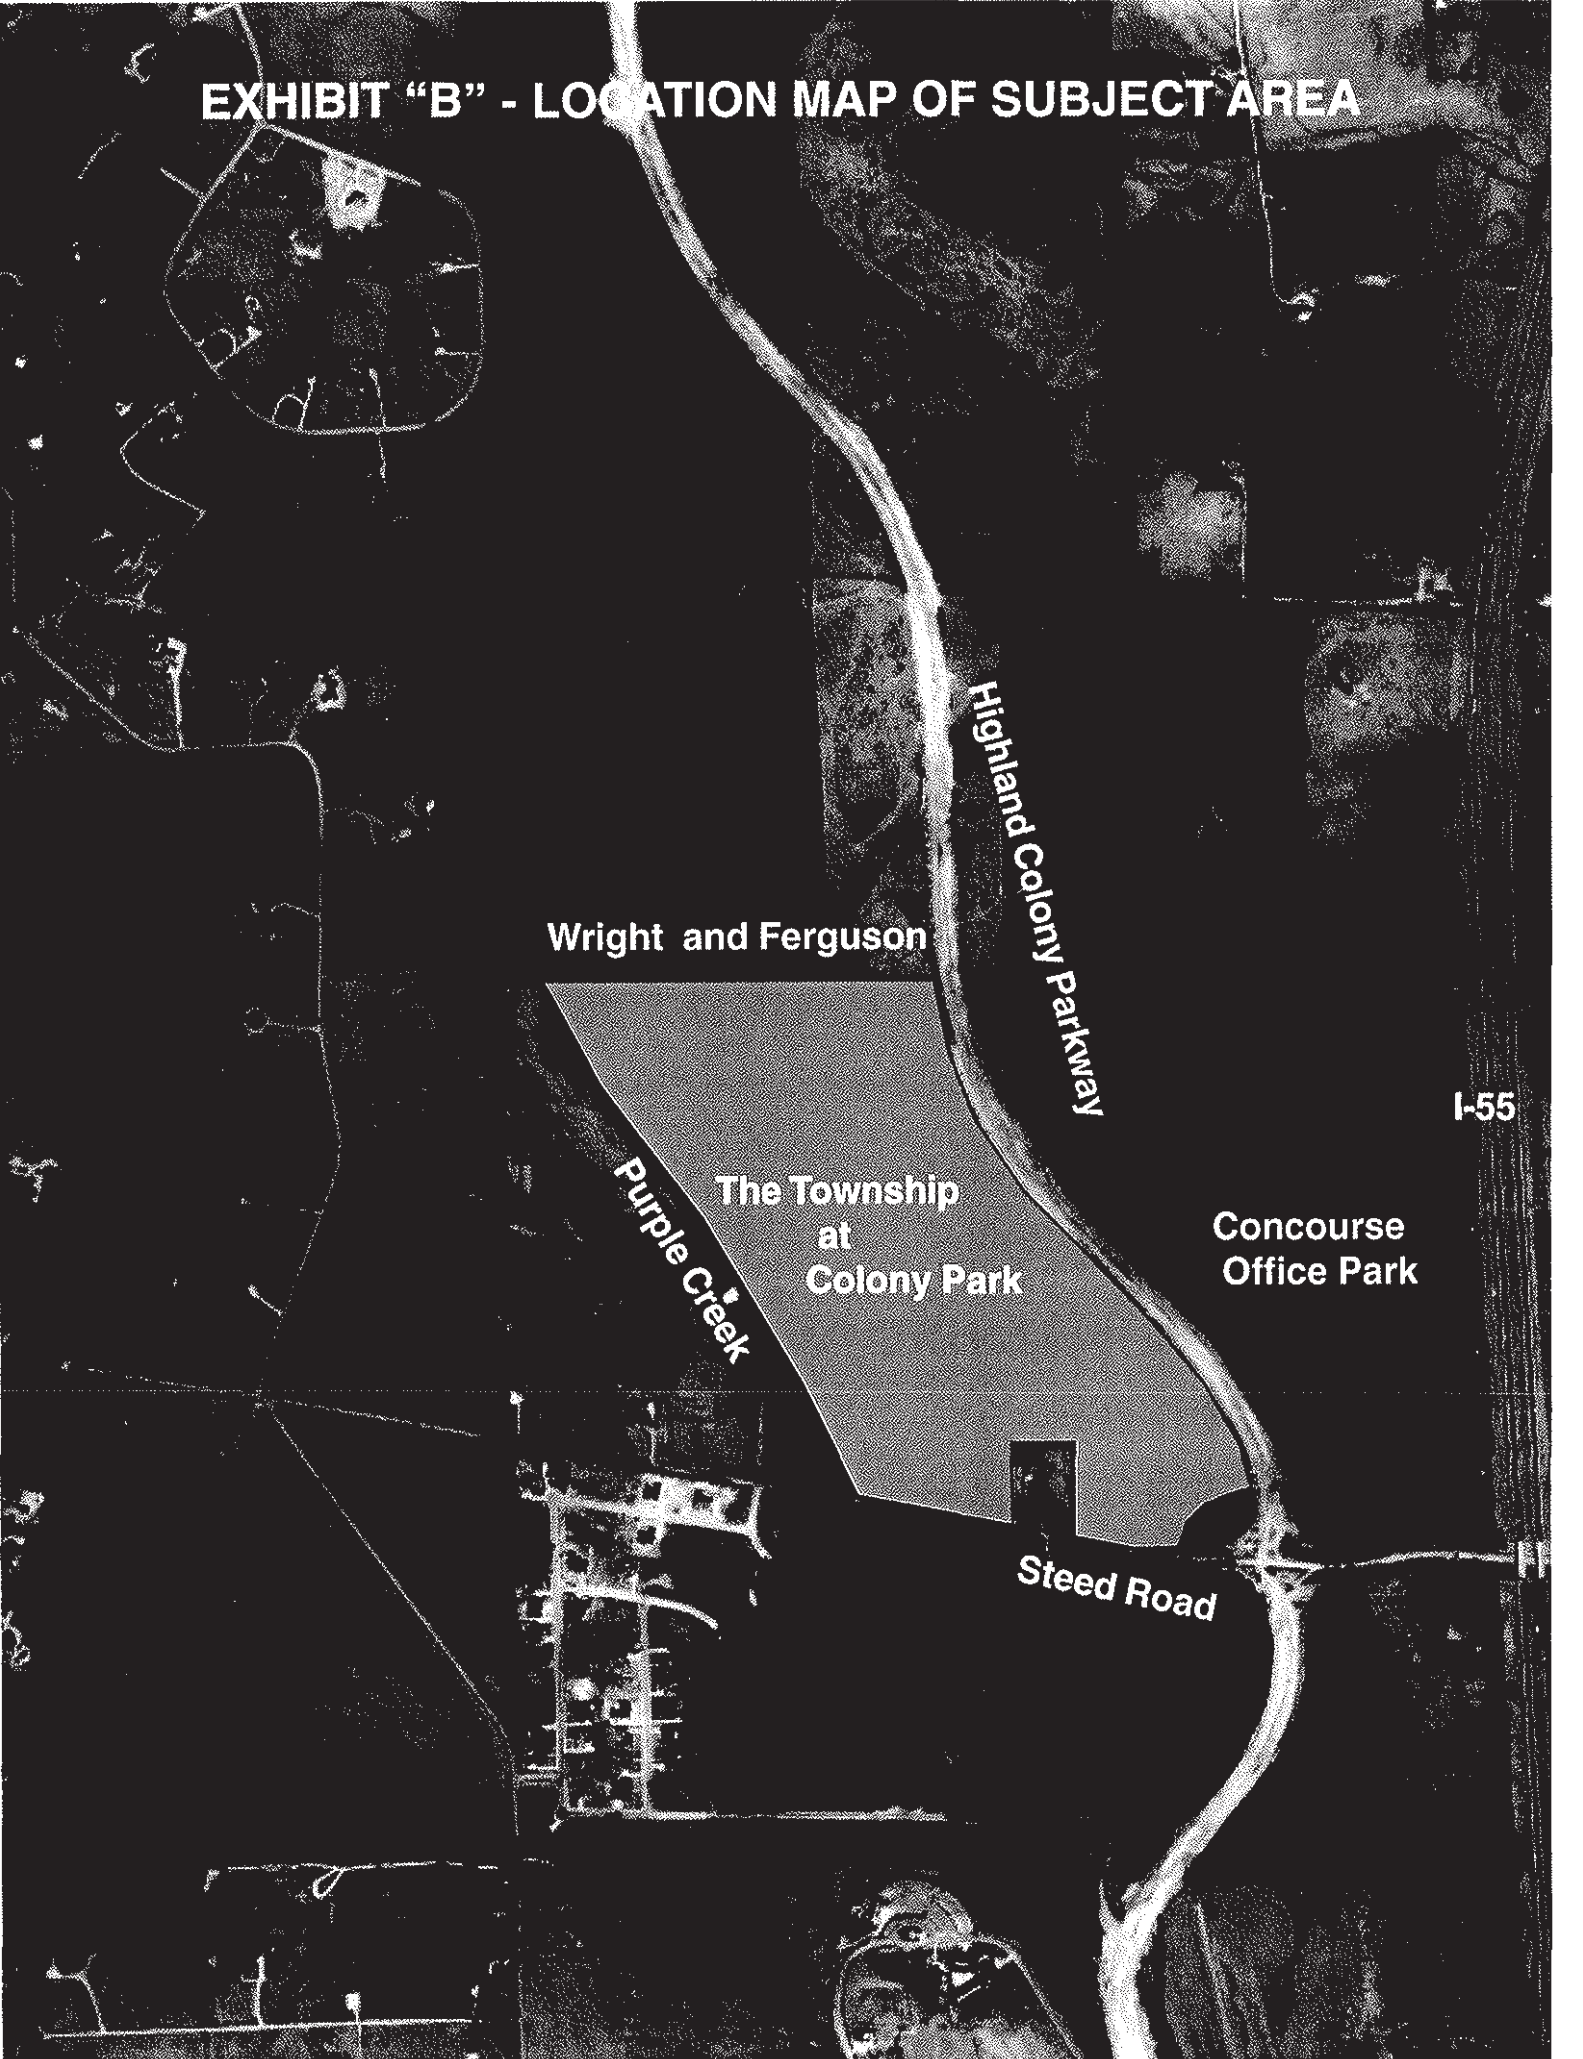 EXHIBIT “B” - LOCATION MAP OF SUBJECT AREA
Highland Colony Parkway
Wright and Ferguson
I-55
Purple Creek
The Township
at
Colony Park
Concourse
Office Park
Steed Road